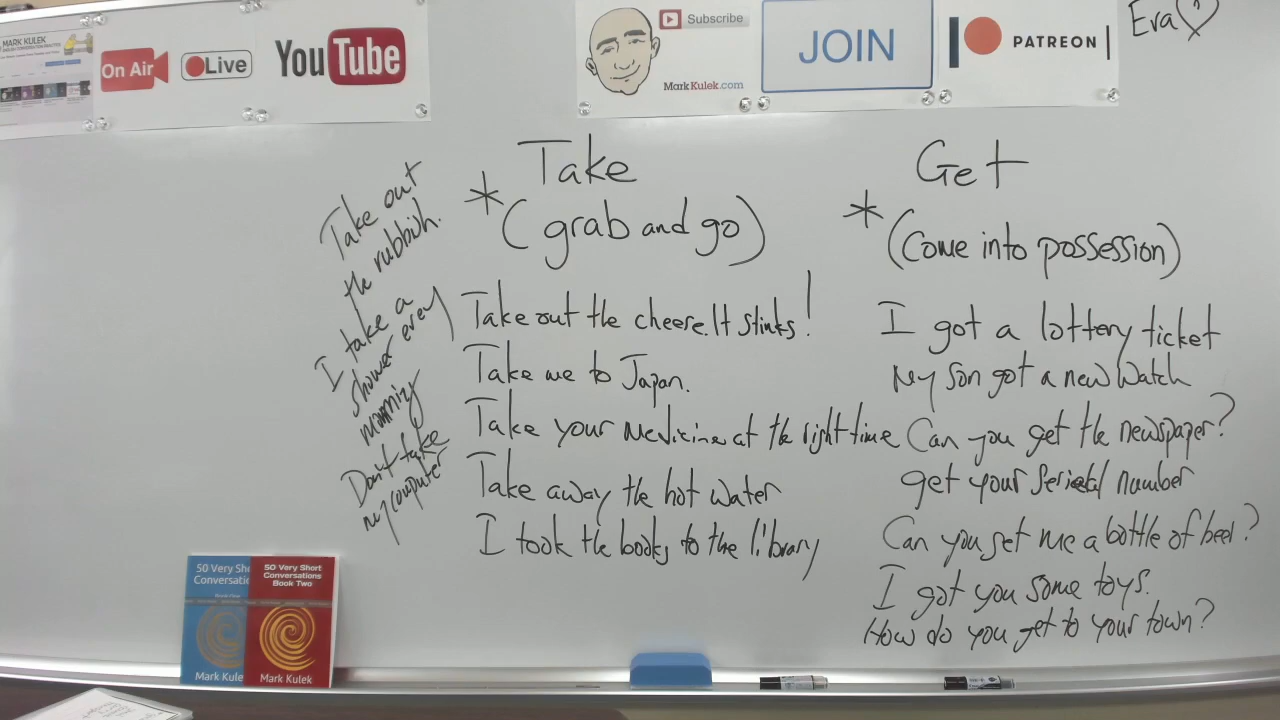 MARK KULEK
On Air
Live
YouTube
Subscribe
MarkKulek.com
JOIN
PATREON
Eva
Take
* (grab and go)
Take out the cheese. It stinks!
Take me to Japan.
Take your medicine at the right time
Take away the hot water
I took the books to the library
Take out
the rubbish.
I take a
shower every
morning
Don't take
my computer
Get
* (Come into possession)
I got a lottery ticket
My son got a new watch
Can you get the newspaper?
get your number
Can you get me a bottle of beer?
I got you some toys.
How do you get to your town?
50 Very Sho
Conversatio
Mark Kule
50 Very Short
Conversations
Book Two
Mark Kulek